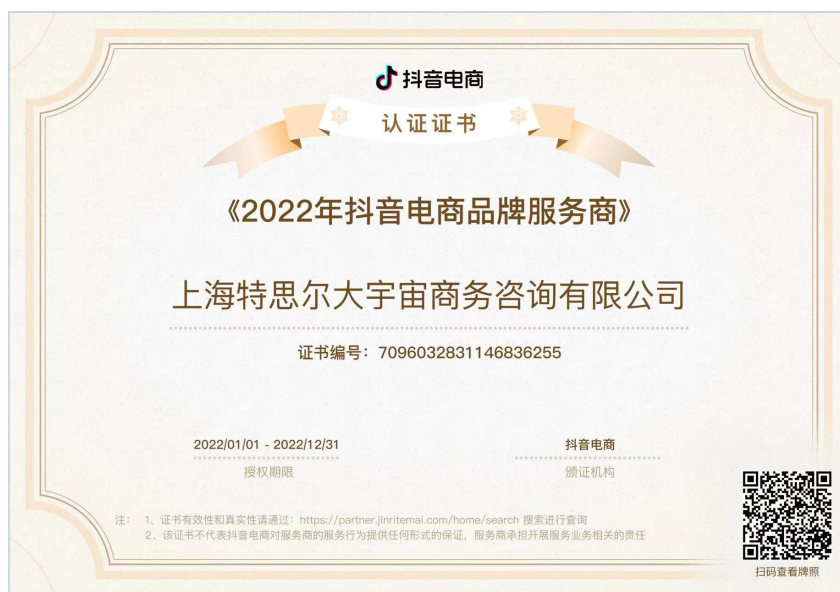 抖音电商
认证证书
《2022年抖音电商品牌服务商》
上海特思尔大宇宙商务咨询有限公司
证书编号：7096032831146836255
2022/01/01 - 2022/12/31
抖音电商
授权期限
颁证机构
注： 1、证书有效性和真实性请通过：https://partner.jinritemai.com/home/search 搜索进行查询
2、该证书不代表抖音电商对服务商的服务行为提供任何形式的保证，服务商承担开展服务业务相关的责任
扫码查看牌照